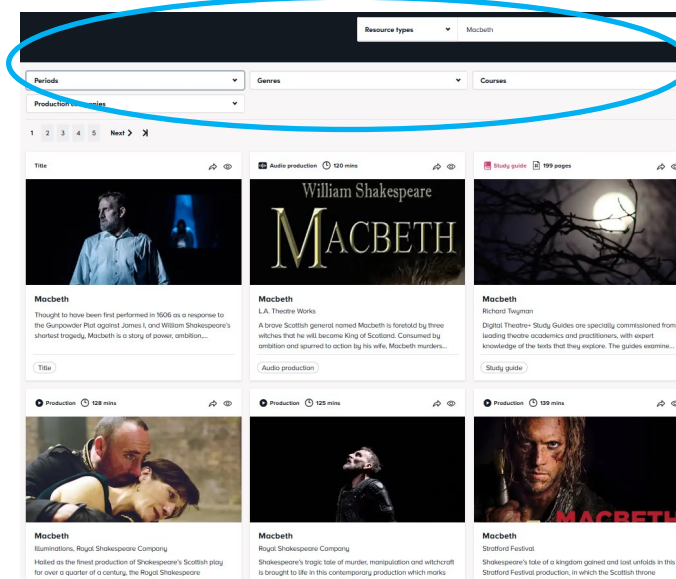 Resource types Macbeth
Periods Genres Courses
Production companies
1 2 3 4 5 Next
Title
Audio production 120 mins
William Shakespeare
MACBETH
Study guide 199 pages
Macbeth
Thought to have been first performed in 1606 as a response to
the Gunpowder Plot against James I, and William Shakespeare's
shortest tragedy, Macbeth is a story of power, ambition,...
Title
Macbeth
L.A. Theatre Works
A brave Scottish general named Macbeth is foretold by three
witches that he will become King of Scotland. Consumed by
ambition and spurred to action by his wife, Macbeth murders...
Audio production
Macbeth
Richard Twyman
Digital Theatre+ Study Guides are specially commissioned from
leading theatre academics and practitioners, with expert
knowledge of the texts that they explore. The guides examine...
Study guide
Production 128 mins
Macbeth
Illuminations, Royal Shakespeare Company
Hailed as the finest production of Shakespeare's Scottish play
for over a quarter of a century, the Royal Shakespeare
Production 125 mins
Macbeth
Royal Shakespeare Company
Shakespeare's tragic tale of murder, manipulation and witchcraft
is brought to life in this contemporary production which marks
Production 139 mins
MACBETH
Macbeth
Stratford Festival
Shakespeare's tale of a kingdom gained and lost unfolds in this
Stratford Festival production, in which the Scottish throne